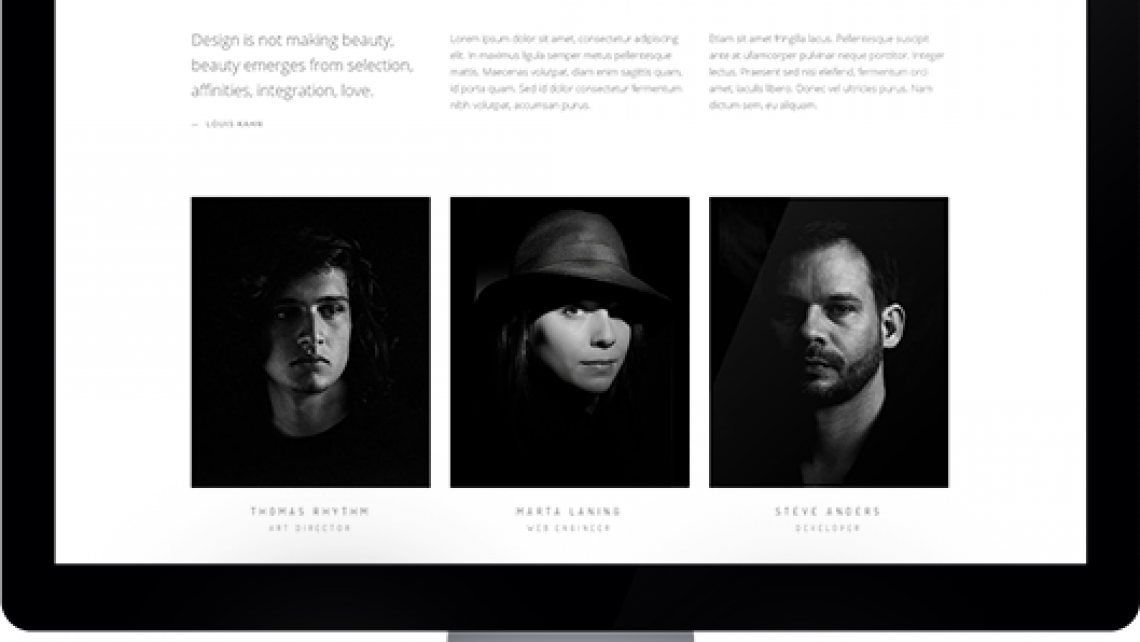 Design is not making beauty,
beauty emerges from selection,
affinities, integration, love.
— LOUIS KAHN
Lorem ipsum dolor sit amet, consectetur adipiscing
elit. In maximus ligula semper metus pellentesque
mattis. Maecenas volutpat, diam enim sagittis quam,
id porta quam. Sed id dolor consectetur fermentum
nibh volutpat, accumsan purus.
Etiam sit amet fringilla lacus. Pellentesque suscipit
ante at ullamcorper pulvinar neque porttitor. Integer
lectus. Praesent sed nisi eleifend, fermentum orci
amet, iaculis libero. Donec vel ultricies purus. Nam
dictum sem, eu aliquam.
THOMAS RHYTHM
ART DIRECTOR
MARTA LANING
WEB ENGINEER
STEVE ANDERS
DEVELOPER